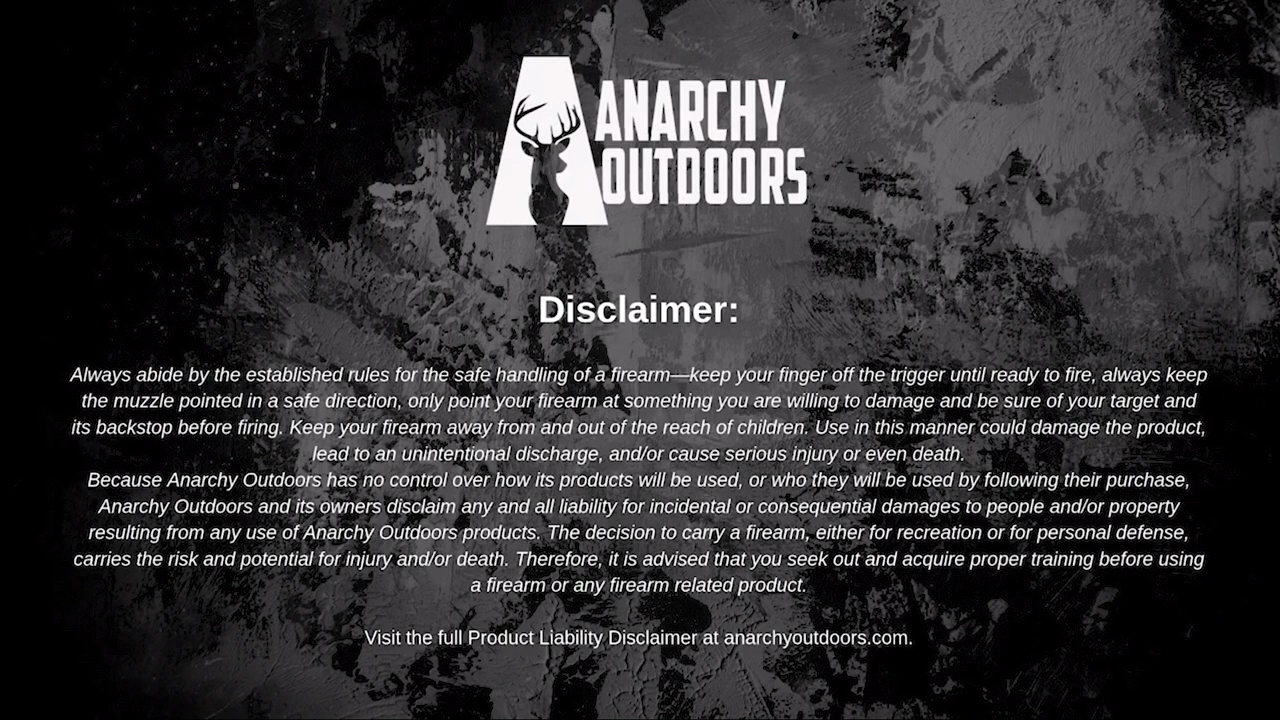 ANARCHY
OUTDOORS
Disclaimer:
Always abide by the established rules for the safe handling of a firearm—keep your finger off the trigger until ready to fire, always keep
the muzzle pointed in a safe direction, only point your firearm at something you are willing to damage and be sure of your target and
its backstop before firing. Keep your firearm away from and out of the reach of children. Use in this manner could damage the product,
lead to an unintentional discharge, and/or cause serious injury or even death.
Because Anarchy Outdoors has no control over how its products will be used, or who they will be used by following their purchase,
Anarchy Outdoors and its owners disclaim any and all liability for incidental or consequential damages to people and/or property
resulting from any use of Anarchy Outdoors products. The decision to carry a firearm, either for recreation or for personal defense,
carries the risk and potential for injury and/or death. Therefore, it is advised that you seek out and acquire proper training before using
a firearm or any firearm related product.
Visit the full Product Liability Disclaimer at anarchyoutdoors.com.